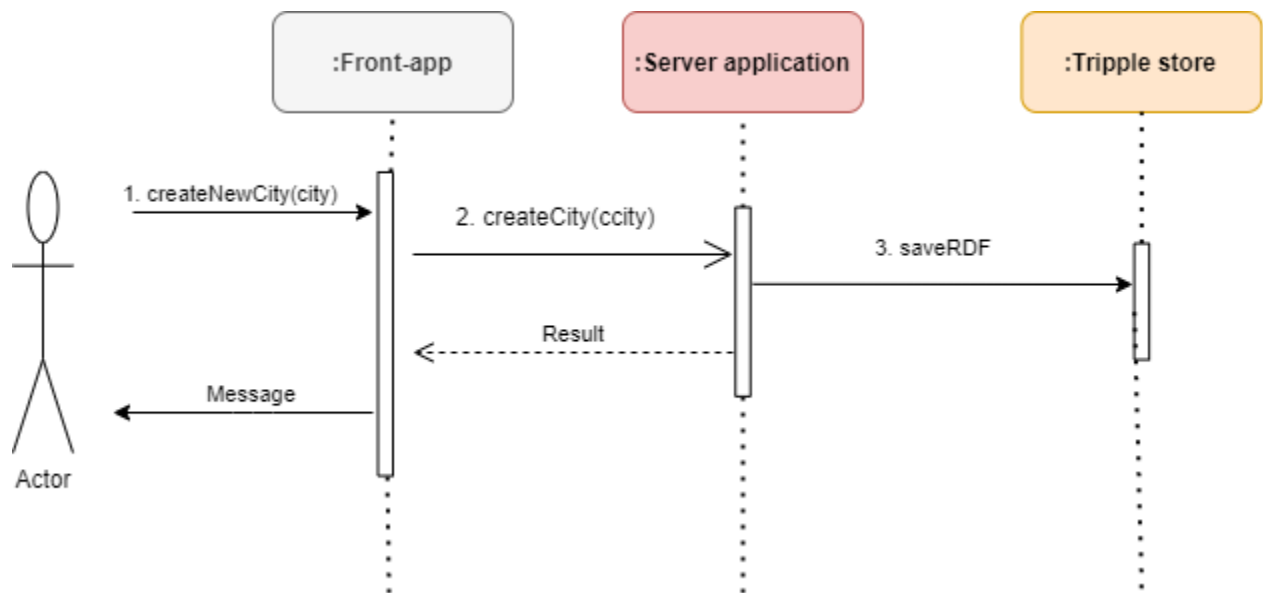 :Front-app
:Server application
:Tripple store
1. createNewCity(city)
2. createCity(ccity)
3. saveRDF
Result
Message
Actor